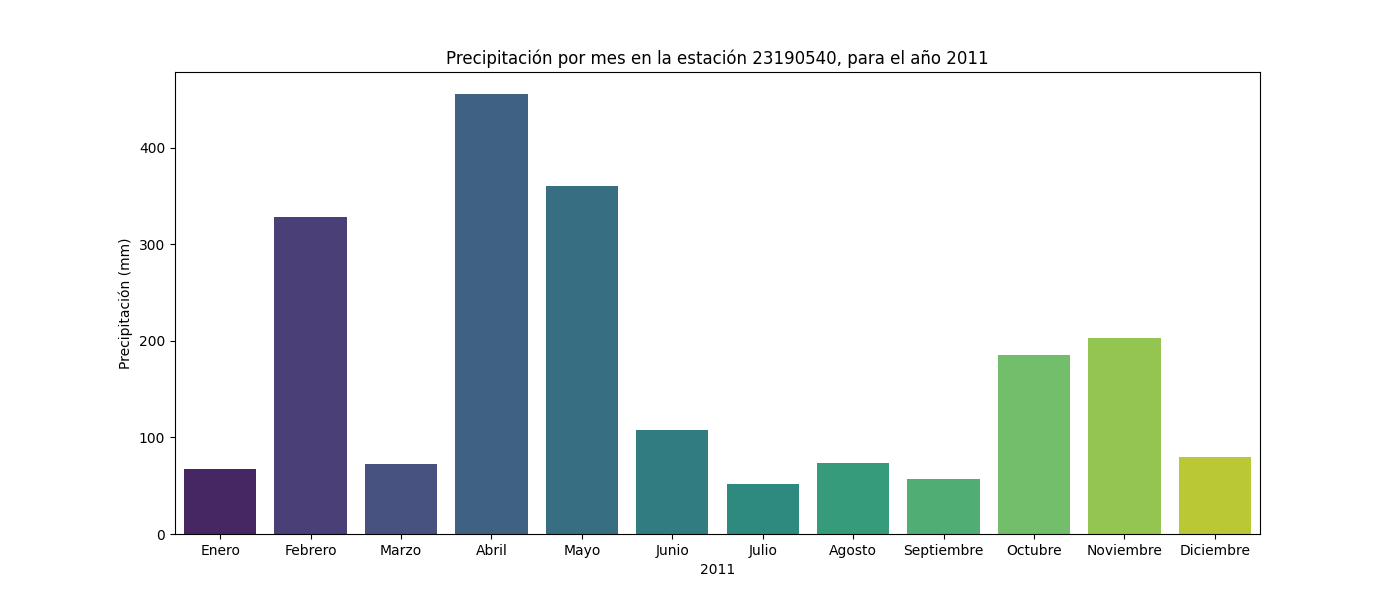 Precipitación por mes en la estación 23190540, para el año 2011
Precipitación (mm)
400
300
200
100
0
Enero Febrero Marzo Abril Mayo Junio Julio Agosto Septiembre Octubre Noviembre Diciembre
2011